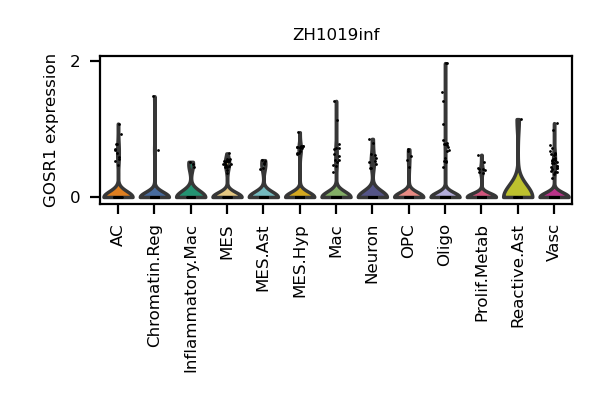 ZH1019inf
GOSR1 expression
2
0
AC
Chromatin.Reg
Inflammatory.Mac
MES
MES.Ast
MES.Hyp
Mac
Neuron
OPC
Oligo
Prolif.Metab
Reactive.Ast
Vasc